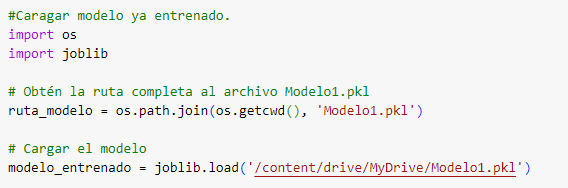 #Caragar modelo ya entrenado.
import os
import joblib
# Obtén la ruta completa al archivo Modelo1.pkl
ruta_modelo = os.path.join(os.getcwd(), 'Modelo1.pkl')
# Cargar el modelo
modelo_entrenado = joblib.load('/content/drive/MyDrive/Modelo1.pkl')